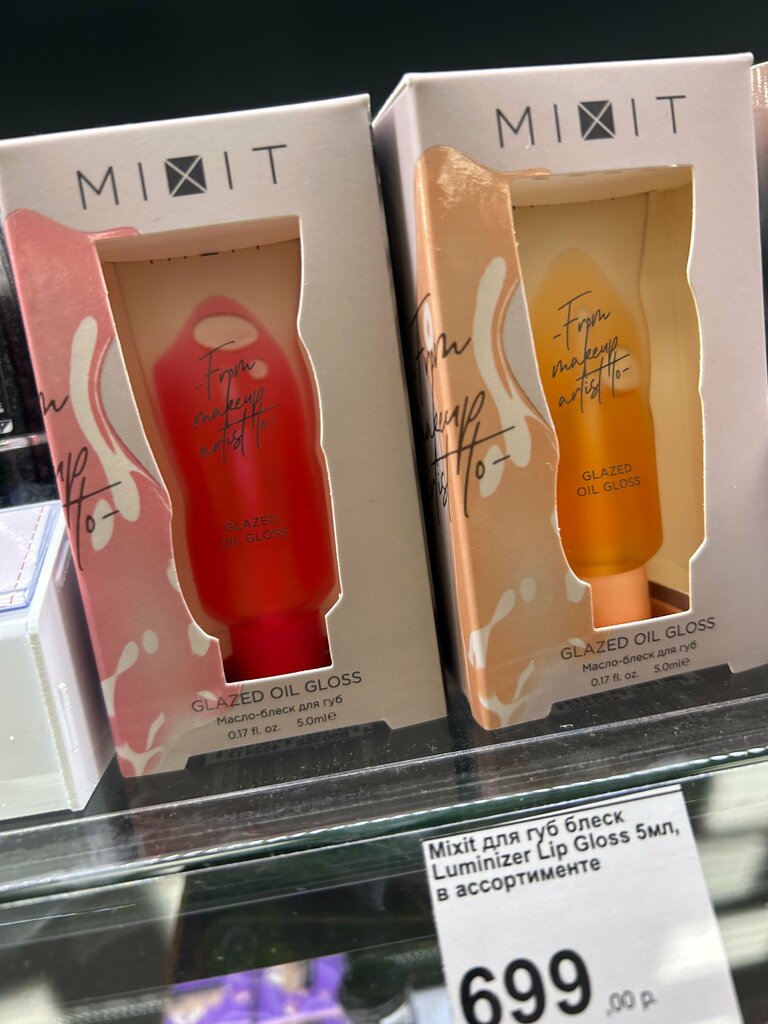 MIXIT
-From
makeup
artist to-
GLAZED
OIL GLOSS
GLAZED OIL GLOSS
Масло-блеск для губ
0.17 fl. oz. 5.0ml℮
MIXIT
From
-From
makeup
artist to-
GLAZED
OIL GLOSS
GLAZED OIL GLOSS
Масло-блеск для губ
0.17 fl. oz. 5.0ml℮
Mixit для губ блеск
Luminizer Lip Gloss 5мл,
в ассортименте
699 ,00 р.